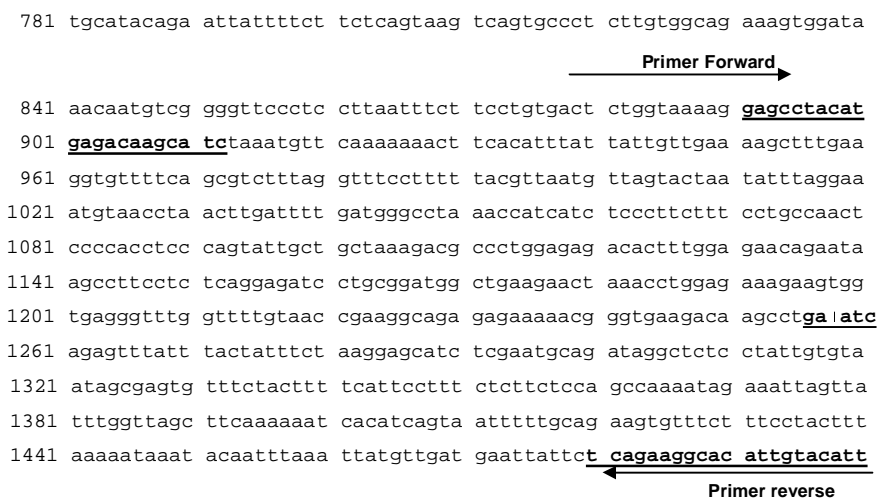 781 tgcatacaga attattttct tctcagtaag tcagtgccct cttgtggcag aaagtggata
Primer Forward
841 aacaatgtcg gggttccctc cttaatttct tcctgtgact ctggtaaaag gagcctacat
901 gagacaagca tctaaatgtt caaaaaaact tcacatttat tattgttgaa aagctttgaa
961 ggtgttttca gcgtctttag gtttcctttt tacgttaatg ttagtactaa tatttaggaa
1021 atgtaaccta acttgatttt gatgggccta aaccatcatc tcccttcttt cctgccaact
1081 ccccacctcc cagtattgct gctaaagacg ccctggagag acactttgga gaacagaata
1141 agccttcctc tcaggagatc ctgcggatgg ctgaagaact aaacctggag aaagaagtgg
1201 tgagggtttg gttttgtaac cgaaggcaga gagaaaaacg ggtgaagaca agcctga atc
1261 agagtttatt tactatttct aaggagcatc tcgaatgcag ataggctctc ctattgtgta
1321 atagcgagtg tttctacttt tcattccttt ctcttctcca gccaaaatag aaattagtta
1381 tttggttagc ttcaaaaaat cacatcagta atttttgcag aagtgtttct ttcctacttt
1441 aaaaataaat acaatttaaa ttatgttgat gaattattct cagaaggcac attgtacatt
Primer reverse